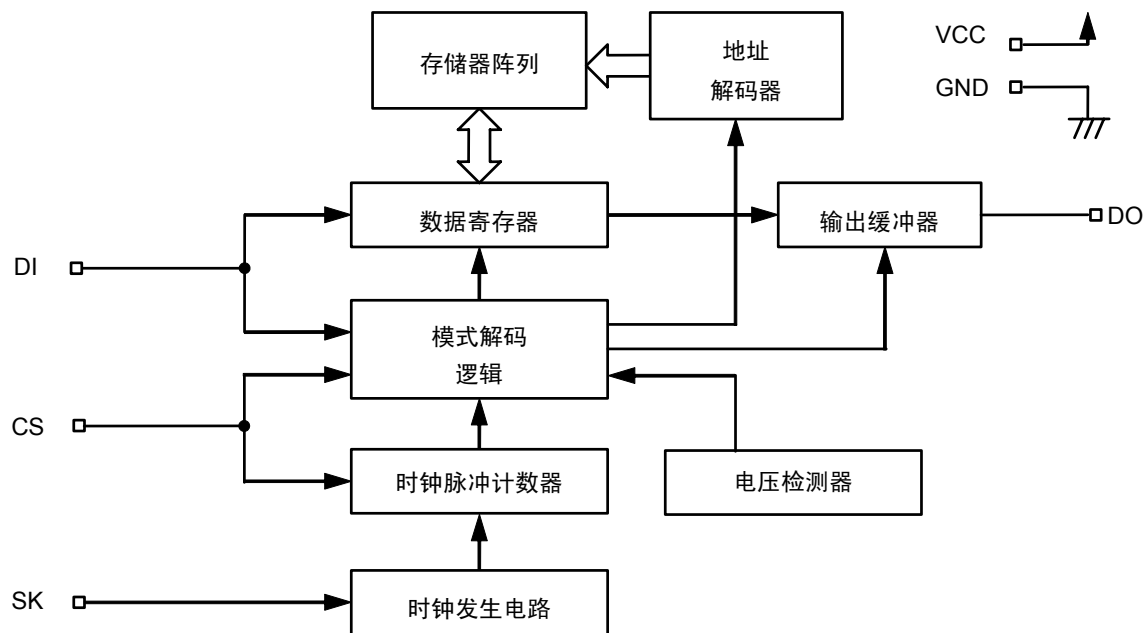 存储器阵列
地址
解码器
VCC
GND
数据寄存器
输出缓冲器
DO
DI
模式解码
逻辑
CS
时钟脉冲计数器
电压检测器
SK
时钟发生电路